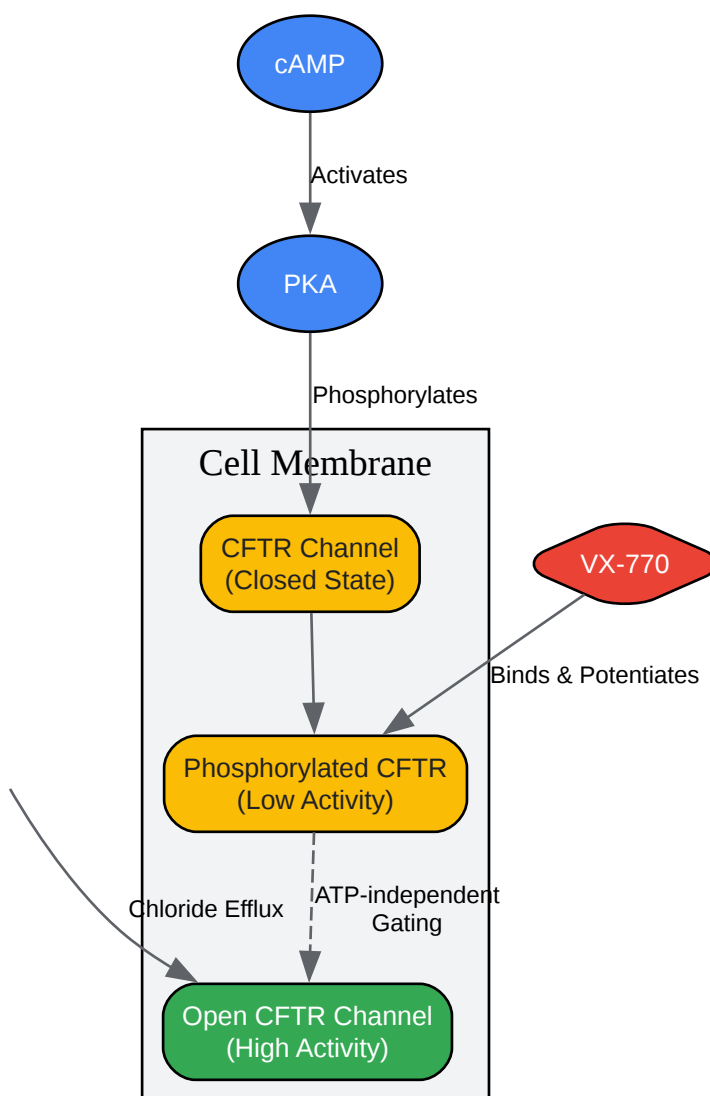 cAMP
Activates
PKA
Phosphorylates
Cell Membrane
CFTR Channel
(Closed State)
VX-770
Binds & Potentiates
Phosphorylated CFTR
(Low Activity)
Chloride Efflux
ATP-independent
Gating
Open CFTR Channel
(High Activity)